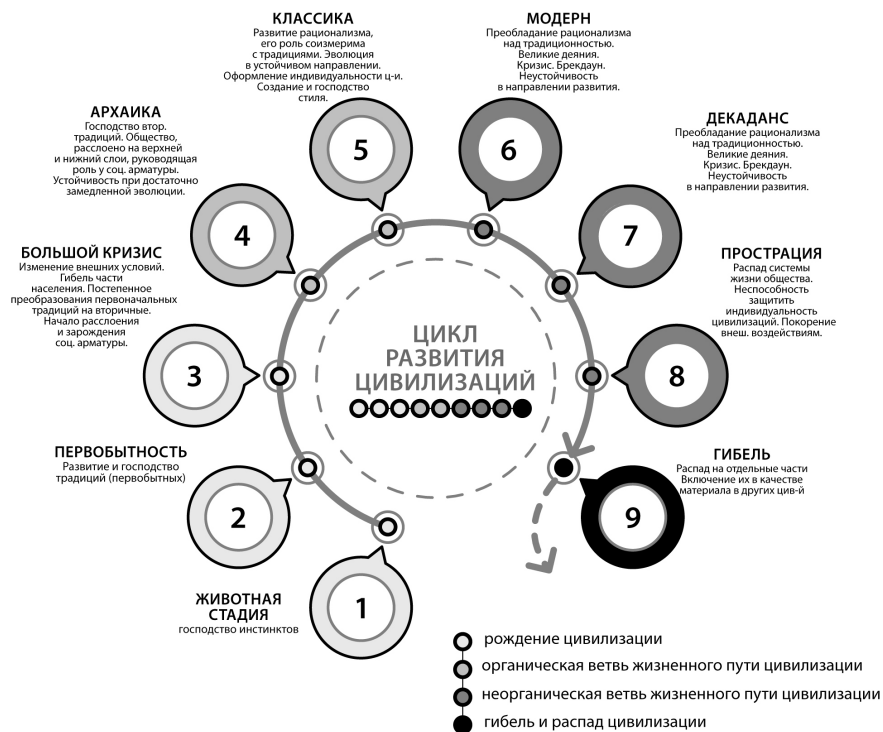 КЛАССИКА
Развитие рационализма,
его роль соизмерима
с традициями. Эволюция
в устойчивом направлении.
Оформление индивидуальности ц-и.
Создание и господство
стиля.
МОДЕРН
Преобладание рационализма
над традиционностью.
Великие деяния.
Кризис. Брекдаун.
Неустойчивость
в направлении развития.
АРХАИКА
Господство втор.
традиций. Общество,
расслоено на верхней
и нижний слои, руководящая
роль у соц. арматуры.
Устойчивость при достаточно
замедленной эволюции.
ДЕКАДАНС
Преобладание рационализма
над традиционностью.
Великие деяния.
Кризис. Брекдаун.
Неустойчивость
в направлении развития.
5
6
4
7
БОЛЬШОЙ КРИЗИС
Изменение внешних условий.
Гибель части
населения. Постепенное
преобразования первоначальных
традиций на вторичные.
Начало расслоения
и зарождения
соц. арматуры.
ПРОСТРАЦИЯ
Распад системы
жизни общества.
Неспособность
защитить
индивидуальность
цивилизаций. Покорение
внеш. воздействиям.
ЦИКЛ
РАЗВИТИЯ
ЦИВИЛИЗАЦИЙ
3
8
ПЕРВОБЫТНОСТЬ
Развитие и господство
традиций (первобытных)
ГИБЕЛЬ
Распад на отдельные части
Включение их в качестве
материала в других цив-й
2
9
ЖИВОТНАЯ
СТАДИЯ
господство инстинктов
1
рождение цивилизации
органическая ветвь жизненного пути цивилизации
неорганическая ветвь жизненного пути цивилизации
гибель и распад цивилизации